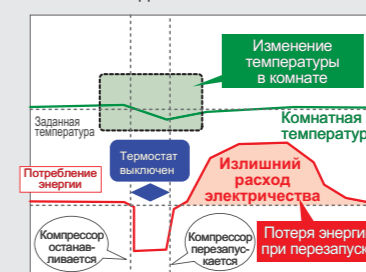 Изменение
температуры
в комнате
Заданная
температура
Комнатная
температур
Термостат
выключен
Потребление
энергии
Излишний
расход
электричества
Компрессор
останав-
ливается
Компрессор
перезапус-
кается
Потеря энергии
при перезапуск